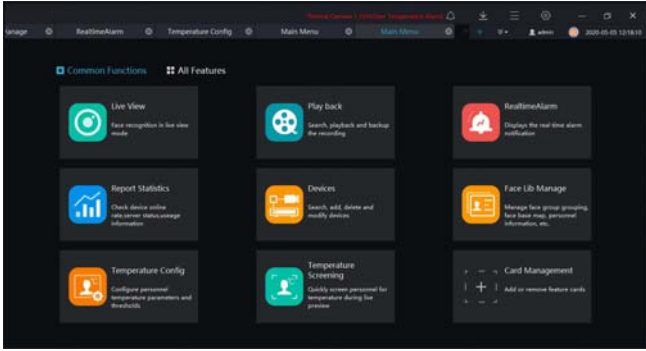 anage
RealtimeAlarm
Temperature Config
Main Menu
Main Menu
admin
2020-05-05 12:18:10
Common Functions
All Features
Live View
Face recognition in live view
mode
Play back
Search, playback and backup
the recording
RealtimeAlarm
Displays the real-time alarm
notification
Report Statistics
Check device online
rate,server status,useage
information
Devices
Search, add, delete and
modify devices
Face Lib Manage
Manage face group grouping,
face base map, personnel
information, etc.
Temperature Config
Configure personnel
temperature parameters and
thresholds
Temperature
Screening
Quickly screen personnel for
temperature during live
preview
Card Management
Add or remove feature cards